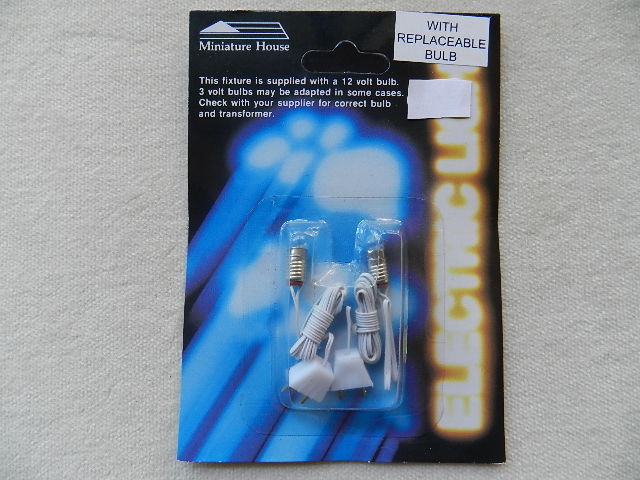 Miniature House
WITH
REPLACEABLE
BULB
This fixture is supplied with a 12 volt bulb.
3 volt bulbs may be adapted in some cases.
Check with your supplier for correct bulb
and transformer.
ELECTRIC